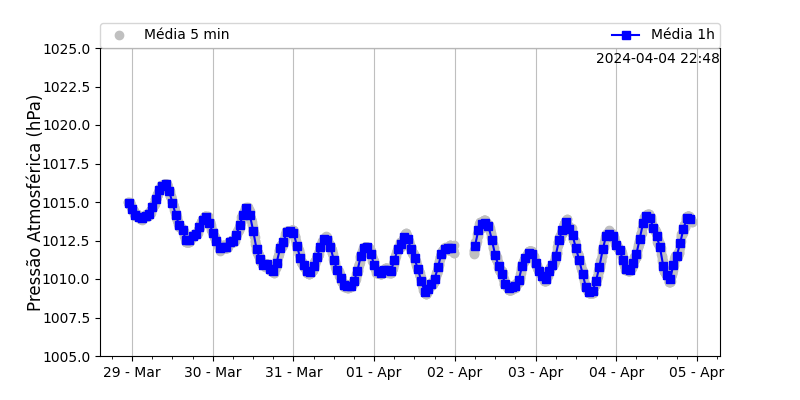 Média 5 min
Média 1h
2024-04-04 22:48
Pressão Atmosférica (hPa)
1025.0
1022.5
1020.0
1017.5
1015.0
1012.5
1010.0
1007.5
1005.0
29 - Mar
30 - Mar
31 - Mar
01 - Apr
02 - Apr
03 - Apr
04 - Apr
05 - Apr